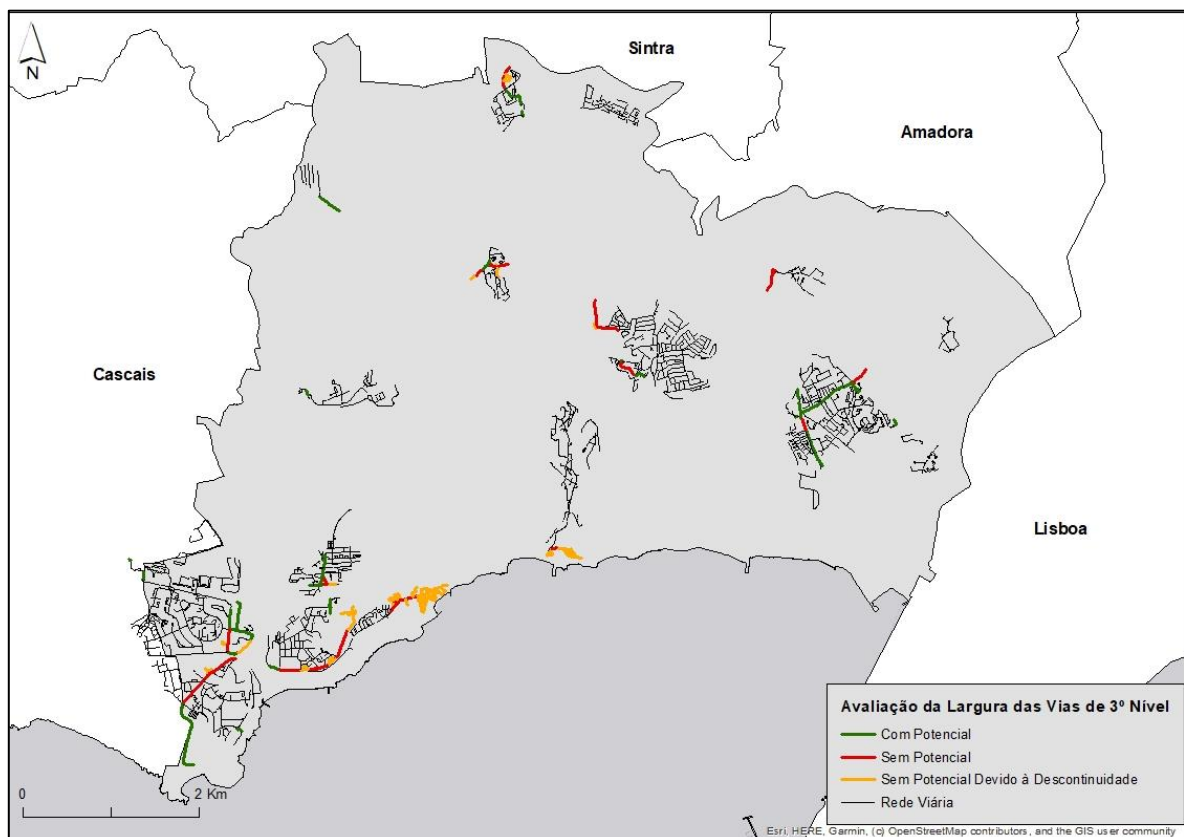 Sintra
N
Amadora
Cascais
Lisboa
Avaliação da Largura das Vias de 3º Nível
Com Potencial
Sem Potencial
Sem Potencial Devido à Descontinuidade
Rede Viária
0 2 Km
Esri, HERE, Garmin, (c) OpenStreetMap contributors, and the GIS user community